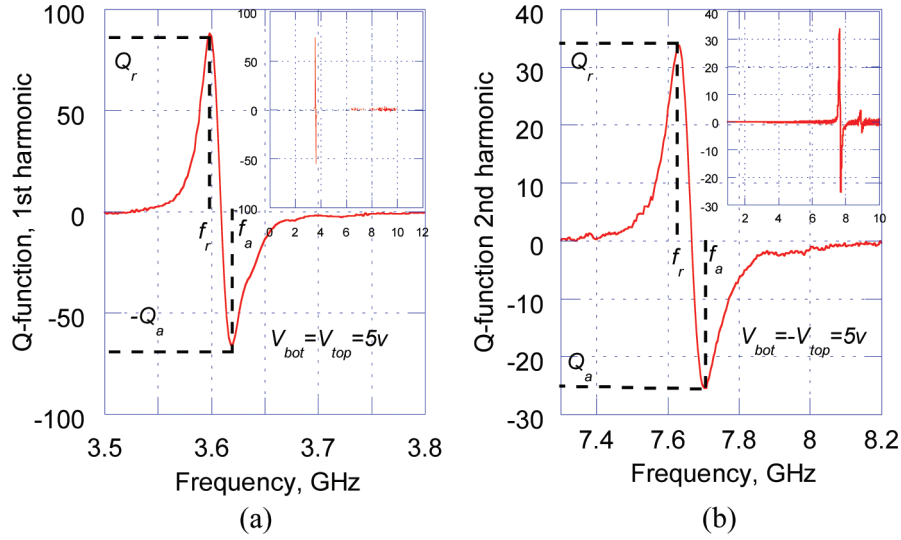 100
50
0
-50
-100
Q-function, 1st harmonic
Q_r
-Q_a
f_r
f_a
V_bot=V_top=5v
100
50
0
-50
-100
0 2 4 6 8 10 12
3.5 3.6 3.7 3.8
Frequency, GHz
(a)
40
30
20
10
0
-10
-20
-30
Q-function 2nd harmonic
Q_r
Q_a
f_r
f_a
V_bot=-V_top=5v
40
30
20
10
0
-10
-20
-30
2 4 6 8 10
7.4 7.6 7.8 8 8.2
Frequency, GHz
(b)